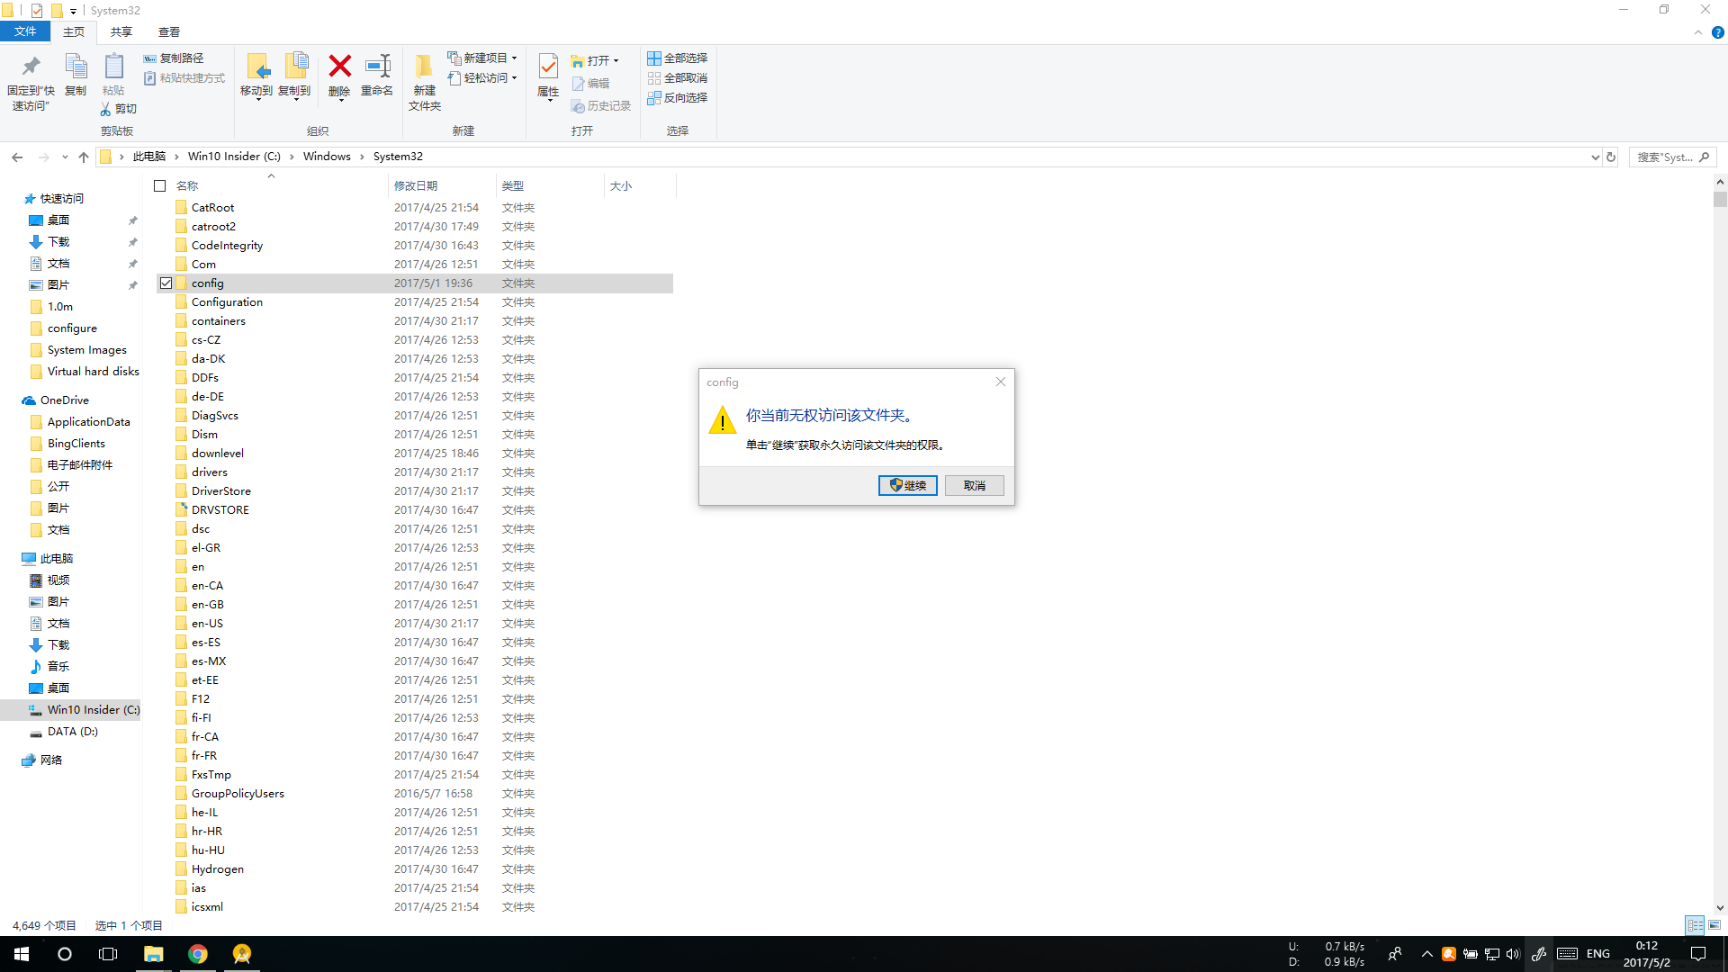 System32
文件 主页 共享 查看
固定到"快速访问"
复制
粘贴
复制路径
粘贴快捷方式
剪切
剪贴板
移动到
复制到
删除
重命名
组织
新建文件夹
新建项目
轻松访问
新建
属性
打开
编辑
历史记录
打开
全部选择
全部取消
反向选择
选择
此电脑 › Win10 Insider (C:) › Windows › System32
搜索"Syst...
快速访问
桌面
下载
文档
图片
1.0m
configure
System Images
Virtual hard disks
OneDrive
ApplicationData
BingClients
电子邮件附件
公开
图片
文档
此电脑
视频
图片
文档
下载
音乐
桌面
Win10 Insider (C:)
DATA (D:)
网络
名称 修改日期 类型 大小
CatRoot 2017/4/25 21:54 文件夹
catroot2 2017/4/30 17:49 文件夹
CodeIntegrity 2017/4/30 16:43 文件夹
Com 2017/4/26 12:51 文件夹
config 2017/5/1 19:36 文件夹
Configuration 2017/4/25 21:54 文件夹
containers 2017/4/30 21:17 文件夹
cs-CZ 2017/4/26 12:53 文件夹
da-DK 2017/4/26 12:53 文件夹
DDFs 2017/4/25 21:54 文件夹
de-DE 2017/4/26 12:53 文件夹
DiagSvcs 2017/4/26 12:51 文件夹
Dism 2017/4/26 12:51 文件夹
downlevel 2017/4/25 18:46 文件夹
drivers 2017/4/30 21:17 文件夹
DriverStore 2017/4/30 21:17 文件夹
DRVSTORE 2017/4/30 16:47 文件夹
dsc 2017/4/26 12:51 文件夹
el-GR 2017/4/26 12:53 文件夹
en 2017/4/26 12:51 文件夹
en-CA 2017/4/30 16:47 文件夹
en-GB 2017/4/26 12:51 文件夹
en-US 2017/4/30 21:17 文件夹
es-ES 2017/4/30 16:47 文件夹
es-MX 2017/4/30 16:47 文件夹
et-EE 2017/4/26 12:51 文件夹
F12 2017/4/26 12:51 文件夹
fi-FI 2017/4/26 12:53 文件夹
fr-CA 2017/4/30 16:47 文件夹
fr-FR 2017/4/30 16:47 文件夹
FxsTmp 2017/4/25 21:54 文件夹
GroupPolicyUsers 2016/5/7 16:58 文件夹
he-IL 2017/4/26 12:51 文件夹
hr-HR 2017/4/26 12:51 文件夹
hu-HU 2017/4/26 12:53 文件夹
Hydrogen 2017/4/30 16:47 文件夹
ias 2017/4/25 21:54 文件夹
icsxml 2017/4/25 21:54 文件夹
config
你当前无权访问该文件夹。
单击"继续"获取永久访问该文件夹的权限。
继续 取消
4,649 个项目 选中 1 个项目
U: 0.7 kB/s
D: 0.9 kB/s
ENG
0:12
2017/5/2